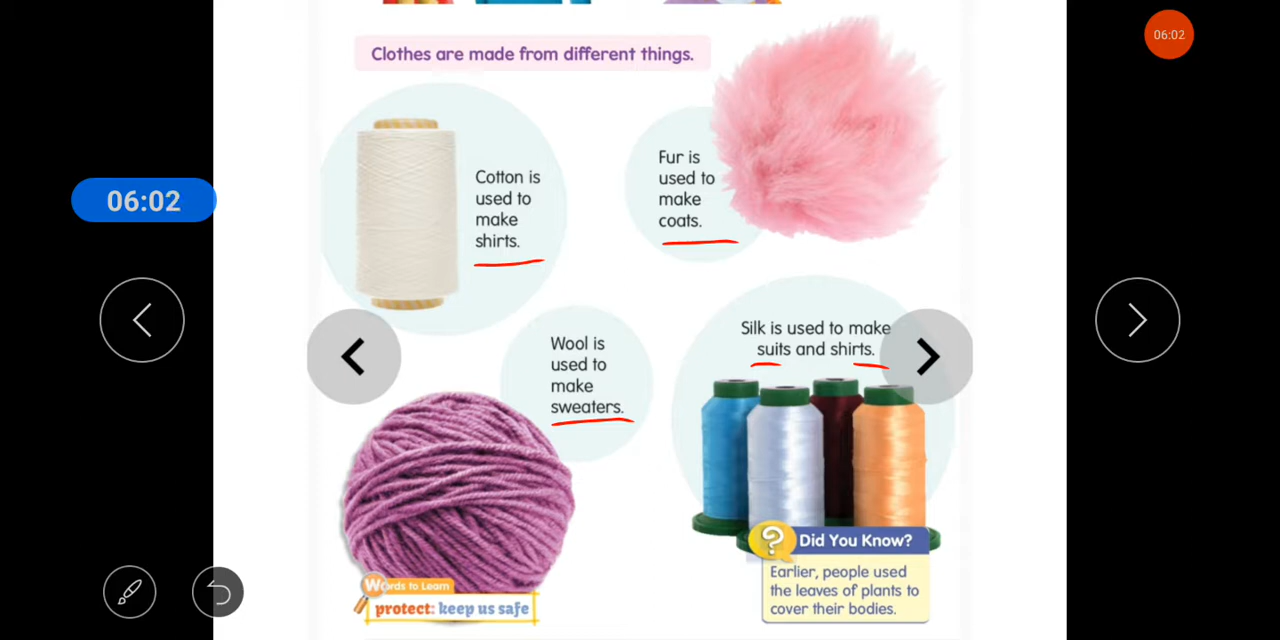 06:02
06:02
Clothes are made from different things.
Cotton is
used to
make
shirts.
Fur is
used to
make
coats.
Wool is
used to
make
sweaters.
Silk is used to make
suits and shirts.
Did You Know?
Earlier, people used
the leaves of plants to
cover their bodies.
Words to Learn
protect: keep us safe